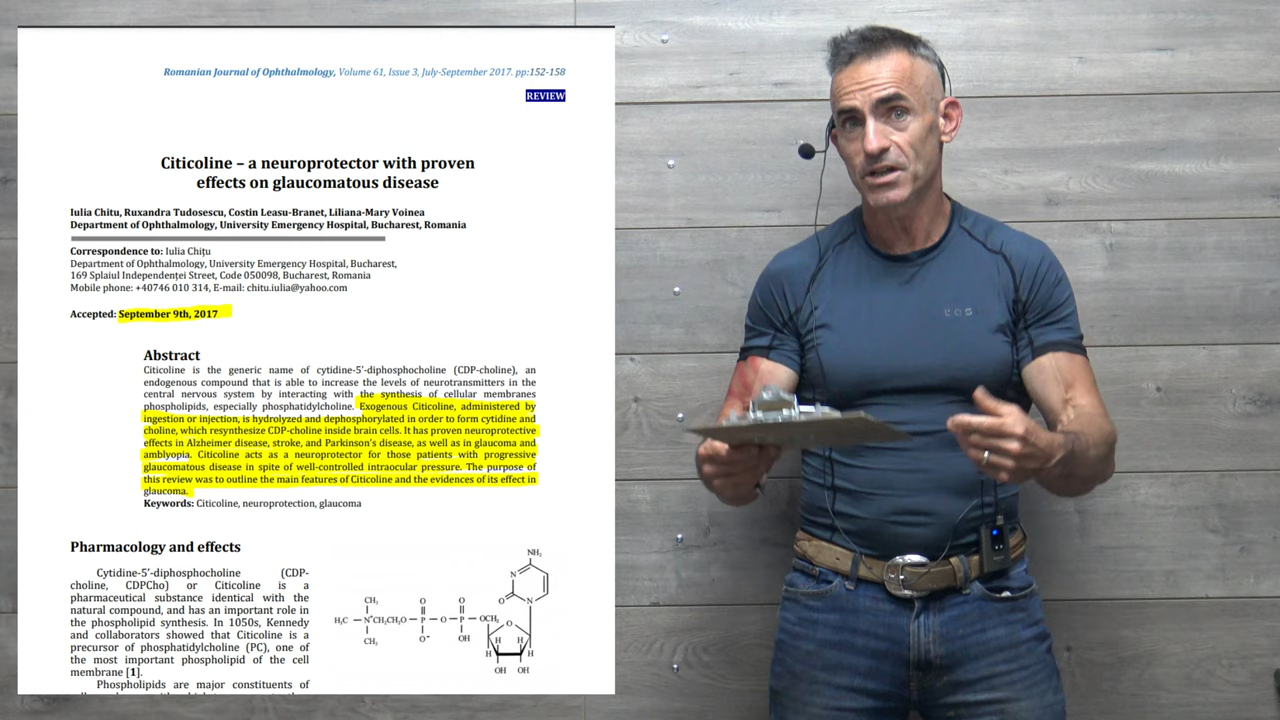 Romanian Journal of Ophthalmology, Volume 61, Issue 3, July-September 2017. pp:152-158
REVIEW
Citicoline – a neuroprotector with proven
effects on glaucomatous disease
Iulia Chitu, Ruxandra Tudosescu, Costin Leasu-Branet, Liliana-Mary Voinea
Department of Ophthalmology, University Emergency Hospital, Bucharest, Romania
Correspondence to: Iulia Chițu
Department of Ophthalmology, University Emergency Hospital, Bucharest,
169 Splaiul Independenței Street, Code 050098, Bucharest, Romania
Mobile phone: +40746 010 314, E-mail: chitu.iulia@yahoo.com
Accepted: September 9th, 2017
Abstract
Citicoline is the generic name of cytidine-5'-diphosphocholine (CDP-choline), an
endogenous compound that is able to increase the levels of neurotransmitters in the
central nervous system by interacting with the synthesis of cellular membranes
phospholipids, especially phosphatidylcholine. Exogenous Citicoline, administered by
ingestion or injection, is hydrolyzed and dephosphorylated in order to form cytidine and
choline, which resynthesize CDP-choline inside brain cells. It has proven neuroprotective
effects in Alzheimer disease, stroke, and Parkinson's disease, as well as in glaucoma and
amblyopia. Citicoline acts as a neuroprotector for those patients with progressive
glaucomatous disease in spite of well-controlled intraocular pressure. The purpose of
this review was to outline the main features of Citicoline and the evidences of its effect in
glaucoma.
Keywords: Citicoline, neuroprotection, glaucoma
Pharmacology and effects
Cytidine-5'-diphosphocholine (CDP-
choline, CDPCho) or Citicoline is a
pharmaceutical substance identical with the
natural compound, and has an important role in
the phospholipid synthesis. In 1050s, Kennedy
and collaborators showed that Citicoline is a
precursor of phosphatidylcholine (PC), one of
the most important phospholipid of the cell
membrane [1].
Phospholipids are major constituents of
NH₂
N
O N
CH₃ O O
H₃C N⁺CH₂CH₂O P O P OCH₂ O
CH₃ O⁻ OH
H H H H
OH OH